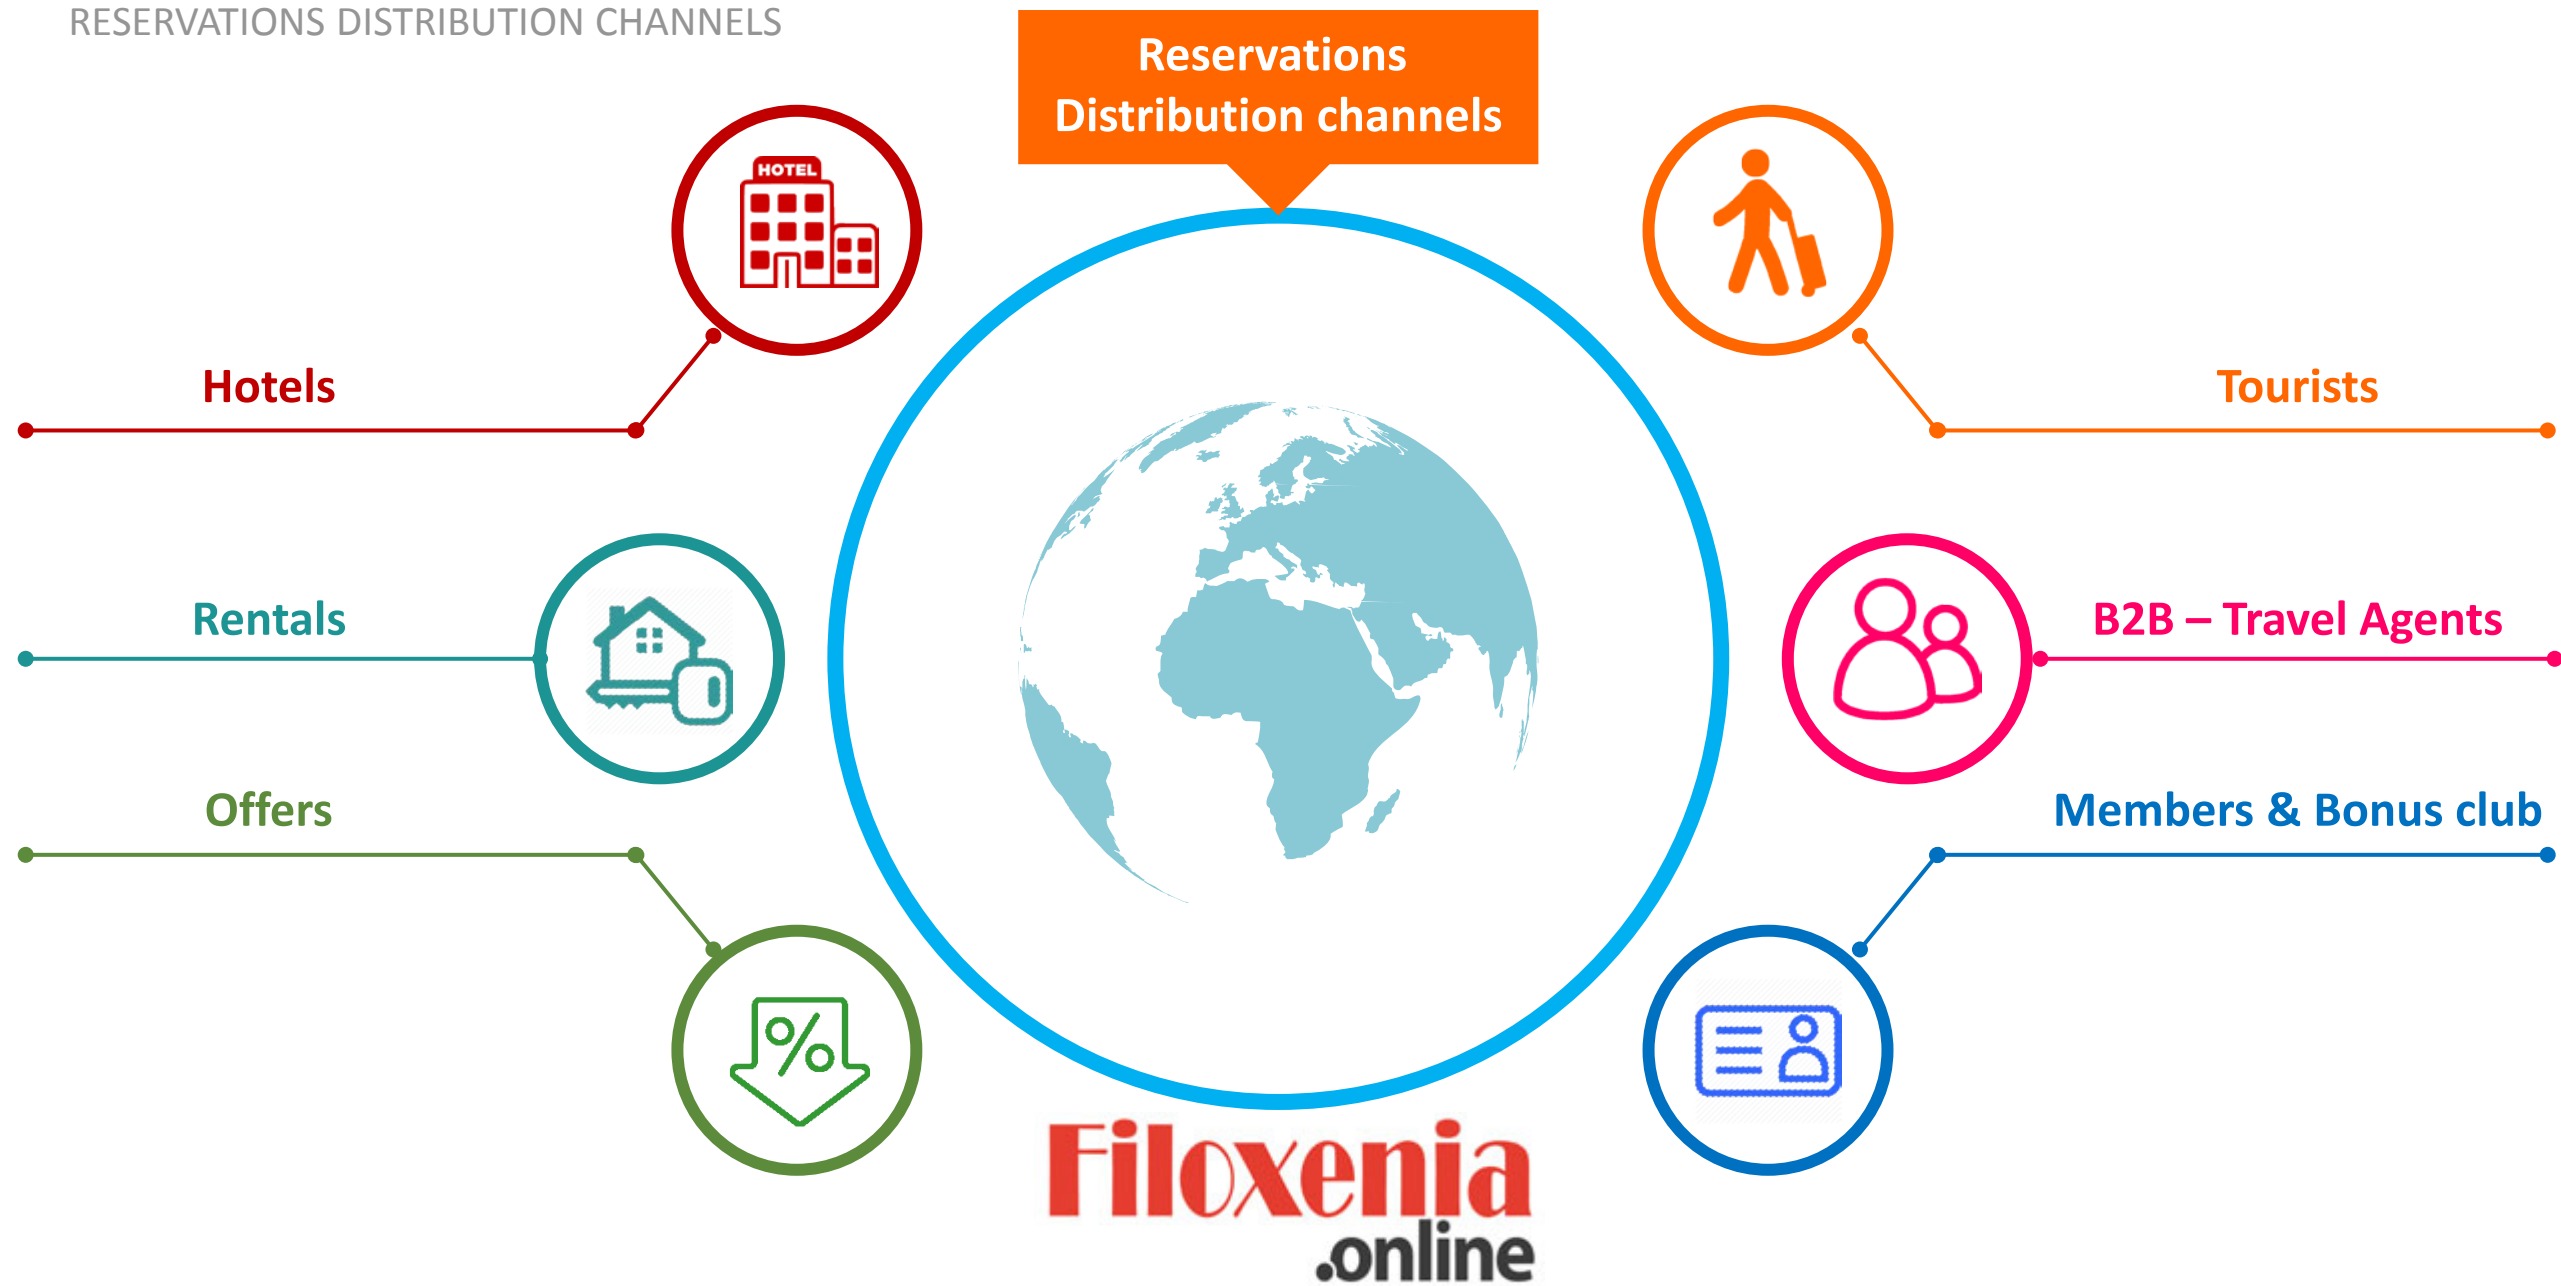 RESERVATIONS DISTRIBUTION CHANNELS
Reservations
Distribution channels
HOTEL
Hotels
Tourists
Rentals
B2B – Travel Agents
Offers
Members & Bonus club
%
Filoxenia
.online